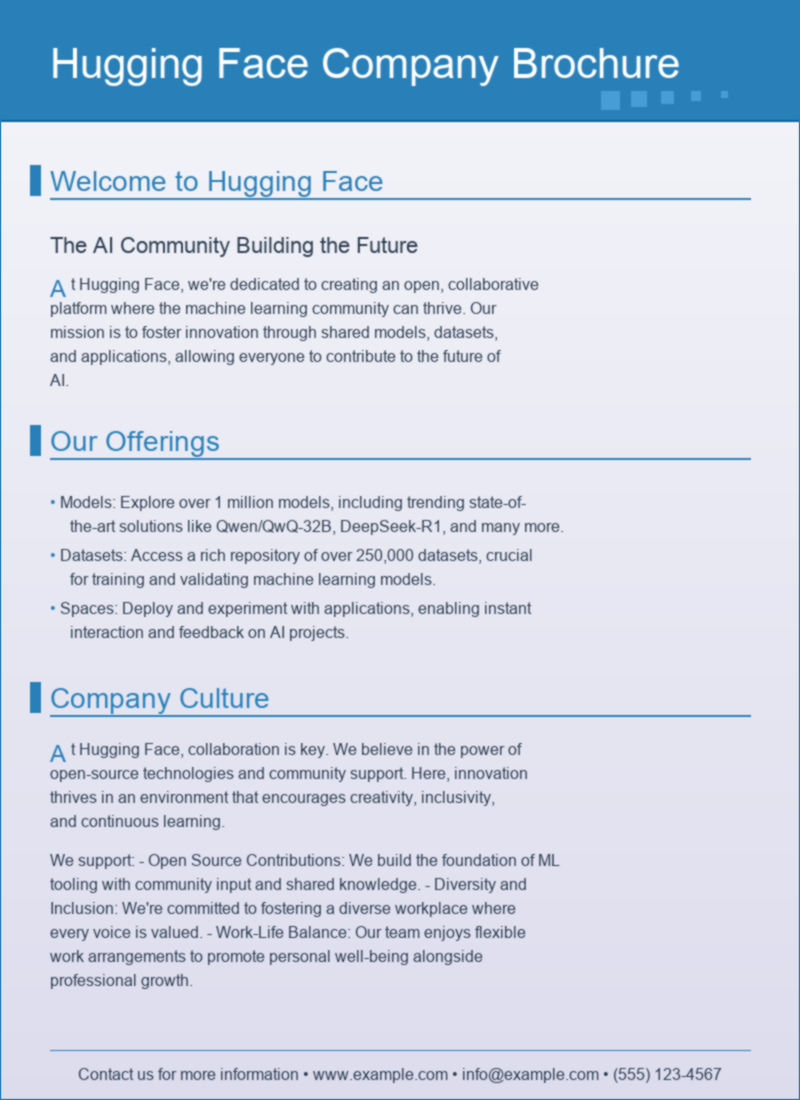 Hugging Face Company Brochure
Welcome to Hugging Face
The AI Community Building the Future
At Hugging Face, we're dedicated to creating an open, collaborative
platform where the machine learning community can thrive. Our
mission is to foster innovation through shared models, datasets,
and applications, allowing everyone to contribute to the future of
AI.
Our Offerings
• Models: Explore over 1 million models, including trending state-of-
the-art solutions like Qwen/QwQ-32B, DeepSeek-R1, and many more.
• Datasets: Access a rich repository of over 250,000 datasets, crucial
for training and validating machine learning models.
• Spaces: Deploy and experiment with applications, enabling instant
interaction and feedback on AI projects.
Company Culture
At Hugging Face, collaboration is key. We believe in the power of
open-source technologies and community support. Here, innovation
thrives in an environment that encourages creativity, inclusivity,
and continuous learning.
We support: - Open Source Contributions: We build the foundation of ML
tooling with community input and shared knowledge. - Diversity and
Inclusion: We're committed to fostering a diverse workplace where
every voice is valued. - Work-Life Balance: Our team enjoys flexible
work arrangements to promote personal well-being alongside
professional growth.
Contact us for more information • www.example.com • info@example.com • (555) 123-4567